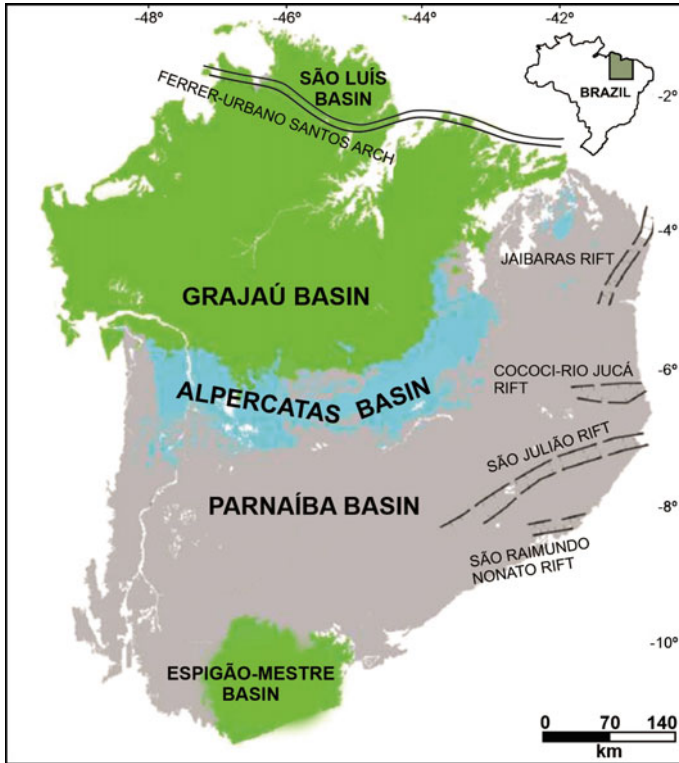 -48°
-46°
-44°
-42°
SÃO LUÍS
BASIN
FERRER-URBANO SANTOS ARCH
BRAZIL
-2°
-4°
JAIBARAS RIFT
GRAJAÚ BASIN
COCOCI-RIO JUCÁ
RIFT
-6°
ALPERCATAS BASIN
SÃO JULIÃO RIFT
PARNAÍBA BASIN
-8°
SÃO RAIMUNDO
NONATO RIFT
-10°
ESPIGÃO-MESTRE
BASIN
0 70 140
km